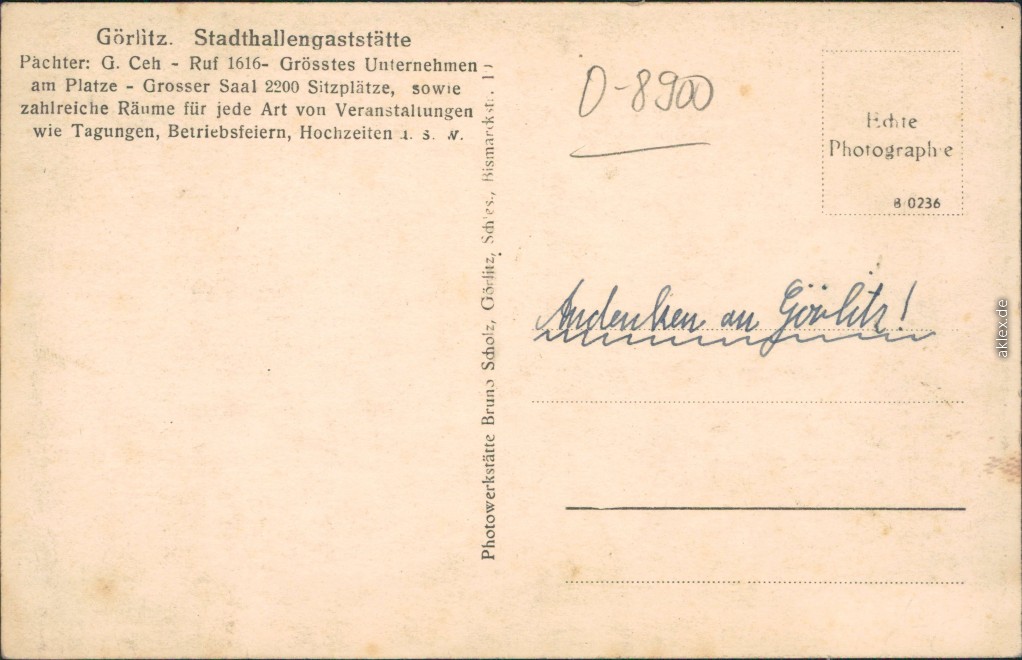 Görlitz. Stadthallengaststätte
Pächter: G. Ceh - Ruf 1616- Grösstes Unternehmen
am Platze - Grosser Saal 2200 Sitzplätze, sowie
zahlreiche Räume für jede Art von Veranstaltungen
wie Tagungen, Betriebsfeiern, Hochzeiten u. s. w.
Photowerkstätte Bruno Scholz, Görlitz, Schles., Bismarckstr.
O-8900
Echte
Photographie
B 0236
Andenken an Görlitz!
aklex.de